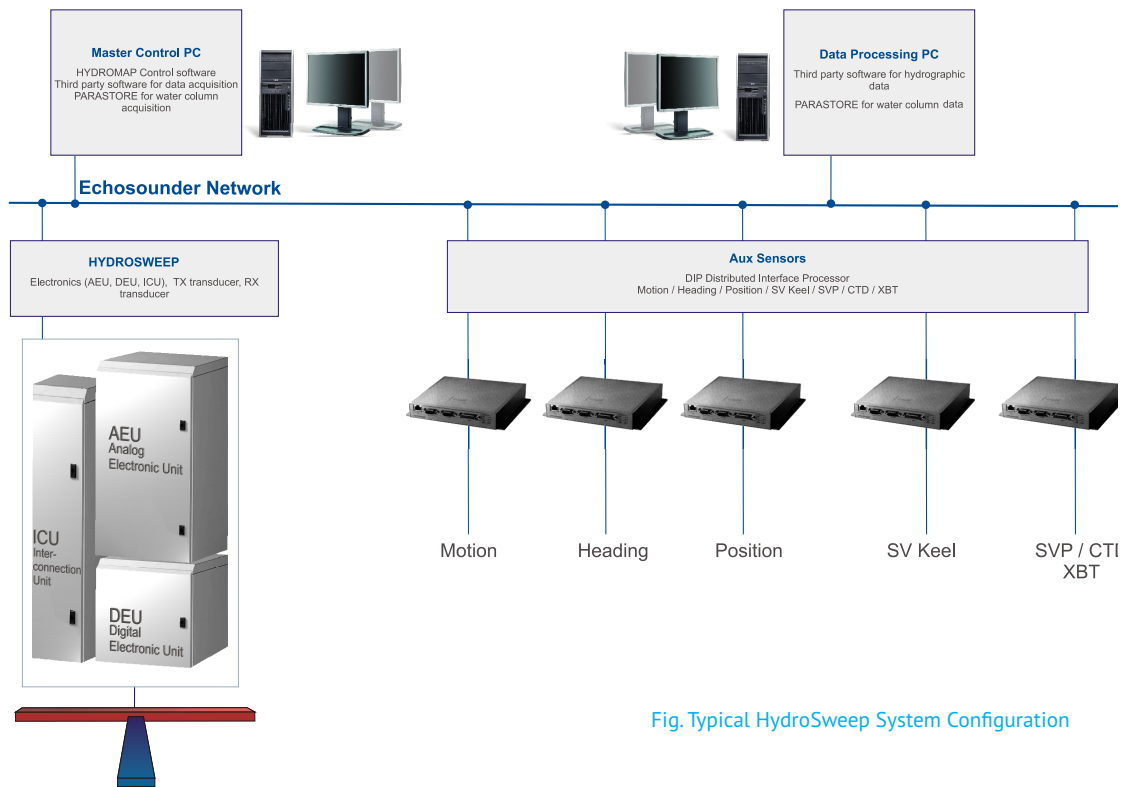 Master Control PC
HYDROMAP Control software
Third party software for data acquisition
PARASTORE for water column
acquisition
Data Processing PC
Third party software for hydrographic
data
PARASTORE for water column data
Echosounder Network
HYDROSWEEP
Electronics (AEU, DEU, ICU), TX transducer, RX
transducer
Aux Sensors
DIP Distributed Interface Processor
Motion / Heading / Position / SV Keel / SVP / CTD / XBT
AEU
Analog
Electronic Unit
ICU
Inter-
connection
Unit
DEU
Digital
Electronic Unit
Motion
Heading
Position
SV Keel
SVP / CTI
XBT
Fig. Typical HydroSweep System Configuration